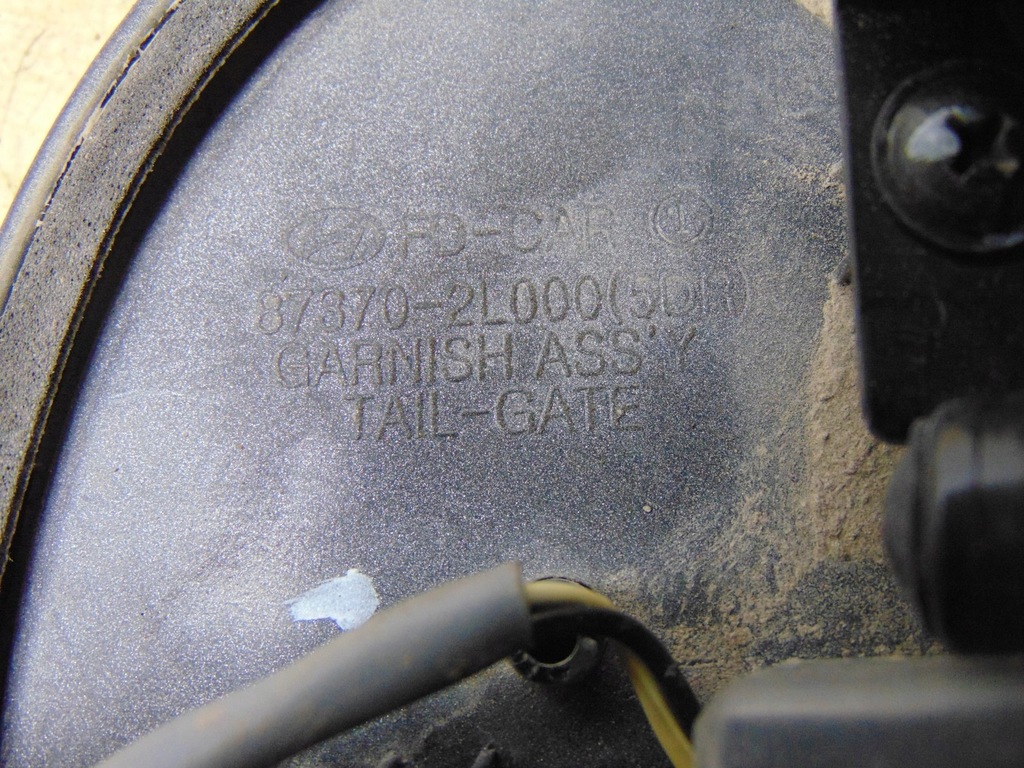 FD-CAR
87370-2L000(5DR)
GARNISH ASS'Y
TAIL-GATE